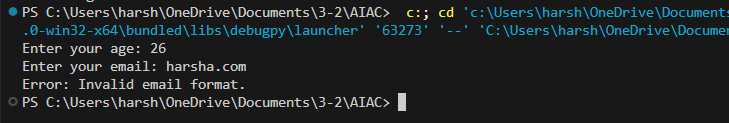 PS C:\Users\harsh\OneDrive\Documents\3-2\AIAC>  c:; cd 'c:\Users\harsh\OneDrive\Documents
.0-win32-x64\bundled\libs\debugpy\launcher' '63273' '--' 'C:\Users\harsh\OneDrive\Documen
Enter your age: 26
Enter your email: harsha.com
Error: Invalid email format.
PS C:\Users\harsh\OneDrive\Documents\3-2\AIAC>